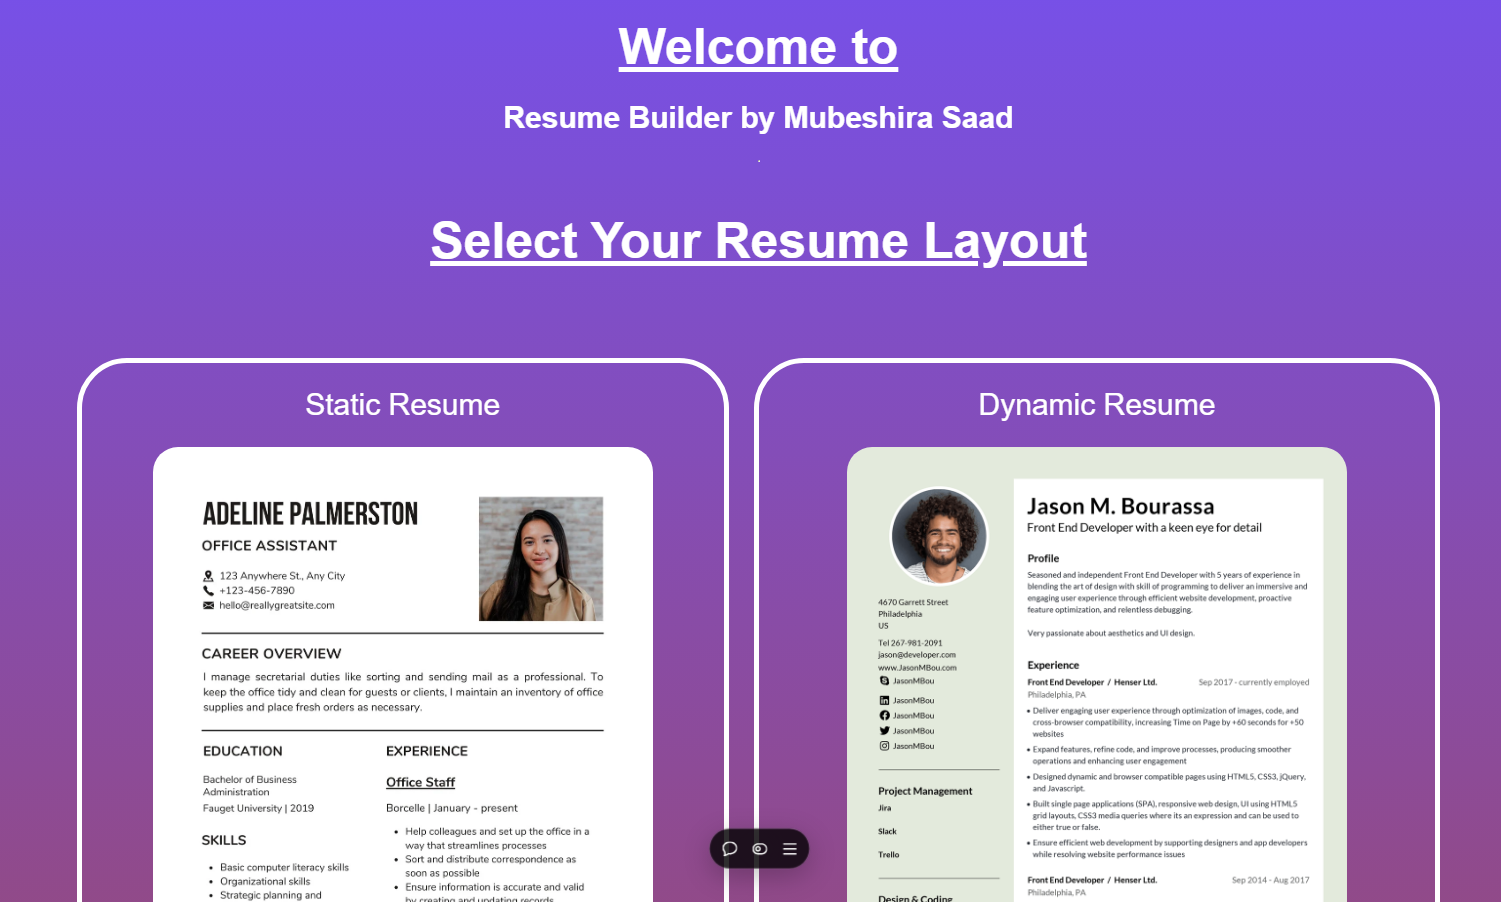 Welcome to
Resume Builder by Mubeshira Saad
.
Select Your Resume Layout
Static Resume
ADELINE PALMERSTON
OFFICE ASSISTANT
123 Anywhere St., Any City
+123-456-7890
hello@reallygreatsite.com
CAREER OVERVIEW
I manage secretarial duties like sorting and sending mail as a professional. To
keep the office tidy and clean for guests or clients, I maintain an inventory of office
supplies and place fresh orders as necessary.
EDUCATION
Bachelor of Business
Administration
Fauget University | 2019
SKILLS
• Basic computer literacy skills
• Organizational skills
• Strategic planning and
EXPERIENCE
Office Staff
Borcelle | January - present
• Help colleagues and set up the office in a
way that streamlines processes
• Sort and distribute correspondence as
soon as possible
• Ensure information is accurate and valid
by creating and updating records
Dynamic Resume
4670 Garrett Street
Philadelphia
US
Tel 267-981-2091
jason@developer.com
www.JasonMBou.com
JasonMBou
JasonMBou
JasonMBou
JasonMBou
JasonMBou
Project Management
Jira
Slack
Trello
Design & Coding
Jason M. Bourassa
Front End Developer with a keen eye for detail
Profile
Seasoned and independent Front End Developer with 5 years of experience in
blending the art of design with skill of programming to deliver an immersive and
engaging user experience through efficient website development, proactive
feature optimization, and relentless debugging.
Very passionate about aesthetics and UI design.
Experience
Front End Developer / Henser Ltd. Sep 2017 - currently employed
Philadelphia, PA
• Deliver engaging user experience through optimization of images, code, and
cross-browser compatibility, increasing Time on Page by +60 seconds for +50
websites
• Expand features, refine code, and improve processes, producing smoother
operations and enhancing user engagement
• Designed dynamic and browser compatible pages using HTML5, CSS3, jQuery,
and Javascript.
• Built single page applications (SPA), responsive web design, UI using HTML5
grid layouts, CSS3 media queries where its an expression and can be used to
either true or false.
• Ensure efficient web development by supporting designers and app developers
while resolving website performance issues
Front End Developer / Henser Ltd. Sep 2014 - Aug 2017
Philadelphia, PA